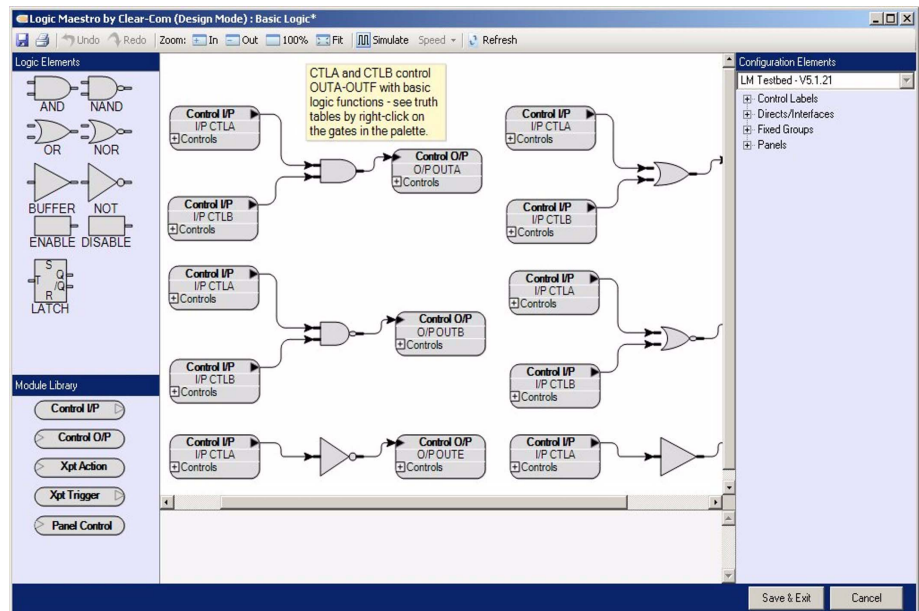 Logic Maestro by Clear-Com (Design Mode) : Basic Logic*
Undo Redo Zoom: In Out 100% Fit Simulate Speed Refresh
Logic Elements
AND NAND
OR NOR
BUFFER NOT
ENABLE DISABLE
S
T Q
/Q
R
LATCH
Module Library
Control I/P
Control O/P
Xpt Action
Xpt Trigger
Panel Control
CTLA and CTLB control
OUTA-OUTF with basic
logic functions - see truth
tables by right-click on
the gates in the palette.
Control I/P
I/P CTLA
Controls
Control O/P
O/P OUTA
Controls
Control I/P
I/P CTLB
Controls
Control I/P
I/P CTLA
Controls
Control O/P
O/P OUTB
Controls
Control I/P
I/P CTLB
Controls
Control I/P
I/P CTLA
Controls
Control O/P
O/P OUTE
Controls
Control I/P
I/P CTLA
Controls
Control I/P
I/P CTLB
Controls
Control I/P
I/P CTLA
Controls
Control I/P
I/P CTLB
Controls
Control I/P
I/P CTLA
Controls
Configuration Elements
LM Testbed - V5.1.21
Control Labels
Directs/Interfaces
Fixed Groups
Panels
Save & Exit Cancel